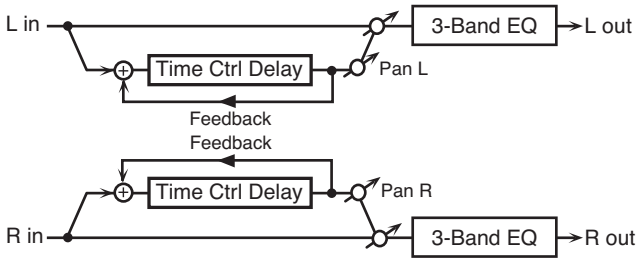 L in
3-Band EQ
L out
Time Ctrl Delay
Pan L
Feedback
Feedback
Time Ctrl Delay
Pan R
R in
3-Band EQ
R out